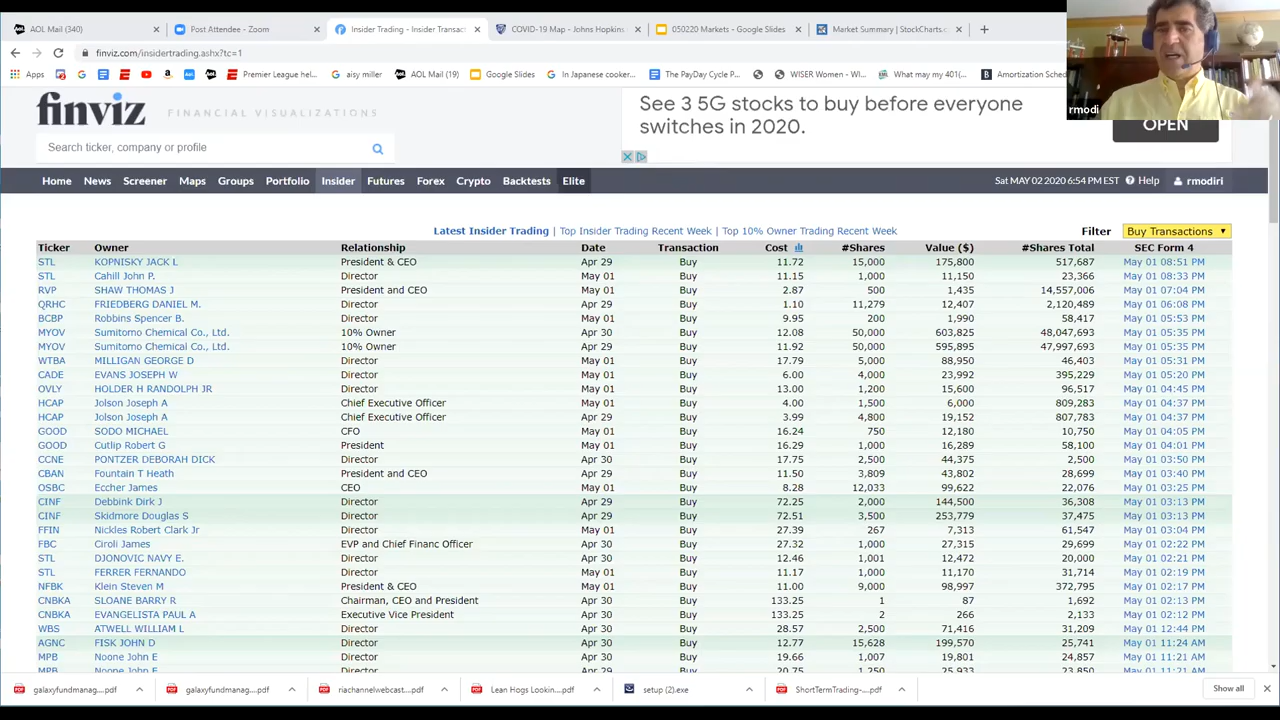 AOL Mail (340)
Post Attendee - Zoom
Insider Trading - Insider Transac
COVID-19 Map - Johns Hopkins
050220 Markets - Google Slides
Market Summary | StockCharts.c
finviz.com/insidertrading.ashx?tc=1
Apps
Premier League hel...
aisy miller
AOL Mail (19)
Google Slides
In Japanese cooker...
The PayDay Cycle P...
WISER Women - WI...
What may my 401(...
Amortization Sched
rmodi
finviz
FINANCIAL VISUALIZATIONS
See 3 5G stocks to buy before everyone
switches in 2020.
OPEN
Search ticker, company or profile
Home News Screener Maps Groups Portfolio Insider Futures Forex Crypto Backtests Elite
Sat MAY 02 2020 6:54 PM EST Help rmodiri
Latest Insider Trading | Top Insider Trading Recent Week | Top 10% Owner Trading Recent Week
Filter Buy Transactions
Ticker Owner Relationship Date Transaction Cost #Shares Value ($) #Shares Total SEC Form 4
STL KOPNISKY JACK L President & CEO Apr 29 Buy 11.72 15,000 175,800 517,687 May 01 08:51 PM
STL Cahill John P. Director May 01 Buy 11.15 1,000 11,150 23,366 May 01 08:33 PM
RVP SHAW THOMAS J President and CEO May 01 Buy 2.87 500 1,435 14,557,006 May 01 07:04 PM
QRHC FRIEDBERG DANIEL M. Director Apr 29 Buy 1.10 11,279 12,407 2,120,489 May 01 06:08 PM
BCBP Robbins Spencer B. Director May 01 Buy 9.95 200 1,990 58,417 May 01 05:53 PM
MYOV Sumitomo Chemical Co., Ltd. 10% Owner Apr 30 Buy 12.08 50,000 603,825 48,047,693 May 01 05:35 PM
MYOV Sumitomo Chemical Co., Ltd. 10% Owner Apr 29 Buy 11.92 50,000 595,895 47,997,693 May 01 05:35 PM
WTBA MILLIGAN GEORGE D Director May 01 Buy 17.79 5,000 88,950 46,403 May 01 05:31 PM
CADE EVANS JOSEPH W Director May 01 Buy 6.00 4,000 23,992 395,229 May 01 05:20 PM
OVLY HOLDER H RANDOLPH JR Director May 01 Buy 13.00 1,200 15,600 96,517 May 01 04:45 PM
HCAP Jolson Joseph A Chief Executive Officer May 01 Buy 4.00 1,500 6,000 809,283 May 01 04:37 PM
HCAP Jolson Joseph A Chief Executive Officer Apr 29 Buy 3.99 4,800 19,152 807,783 May 01 04:37 PM
GOOD SODO MICHAEL CFO May 01 Buy 16.24 750 12,180 10,750 May 01 04:05 PM
GOOD Cutlip Robert G President May 01 Buy 16.29 1,000 16,289 58,100 May 01 04:01 PM
CCNE PONTZER DEBORAH DICK Director Apr 30 Buy 17.75 2,500 44,375 2,500 May 01 03:50 PM
CBAN Fountain T Heath President and CEO Apr 30 Buy 11.50 3,809 43,802 28,699 May 01 03:40 PM
OSBC Eccher James CEO May 01 Buy 8.28 12,033 99,622 22,076 May 01 03:25 PM
CINF Debbink Dirk J Director Apr 29 Buy 72.25 2,000 144,500 36,308 May 01 03:13 PM
CINF Skidmore Douglas S Director Apr 29 Buy 72.51 3,500 253,779 37,475 May 01 03:13 PM
FFIN Nickles Robert Clark Jr Director May 01 Buy 27.39 267 7,313 61,547 May 01 03:04 PM
FBC Ciroli James EVP and Chief Financ Officer Apr 30 Buy 27.32 1,000 27,315 29,699 May 01 02:22 PM
STL DJONOVIC NAVY E. Director Apr 30 Buy 12.46 1,001 12,472 20,000 May 01 02:21 PM
STL FERRER FERNANDO Director May 01 Buy 11.17 1,000 11,170 31,714 May 01 02:19 PM
NFBK Klein Steven M President & CEO May 01 Buy 11.00 9,000 98,997 372,795 May 01 02:17 PM
CNBKA SLOANE BARRY R Chairman, CEO and President Apr 30 Buy 133.25 1 87 1,692 May 01 02:13 PM
CNBKA EVANGELISTA PAUL A Executive Vice President Apr 30 Buy 133.25 2 266 2,133 May 01 02:12 PM
WBS ATWELL WILLIAM L Director Apr 30 Buy 28.57 2,500 71,416 31,209 May 01 12:44 PM
AGNC FISK JOHN D Director Apr 30 Buy 12.77 15,628 199,570 25,741 May 01 11:24 AM
MPB Noone John E Director Apr 30 Buy 19.66 1,007 19,801 24,857 May 01 11:21 AM
MPB Noone John E Director Apr 29 Buy 20.75 1,250 25,933 23,850 May 01 11:21 AM
galaxyfundmanag....pdf
galaxyfundmanag....pdf
riachannelwebcast....pdf
Lean Hogs Lookin....pdf
setup (2).exe
ShortTermTrading-....pdf
Show all